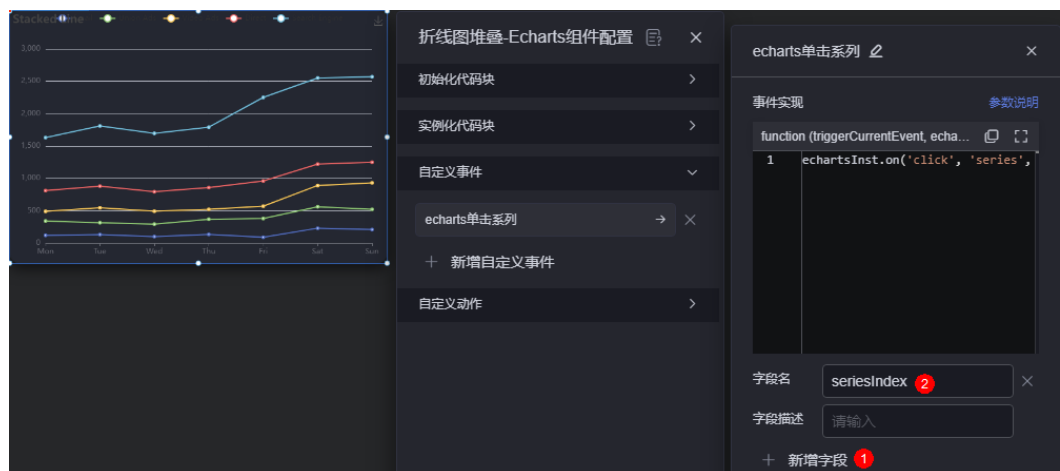 Stacked Line
3,000
2,500
2,000
1,500
1,000
500
0
Mon
Tue
Wed
Thu
Fri
Sat
Sun
折线图堆叠-Echarts组件配置
初始化代码块
实例化代码块
自定义事件
echarts单击系列
新增自定义事件
自定义动作
echarts单击系列
事件实现
参数说明
function (triggerCurrentEvent, echa...
1 echartsInst.on('click', 'series',
字段名
seriesIndex
2
字段描述
请输入
新增字段
1